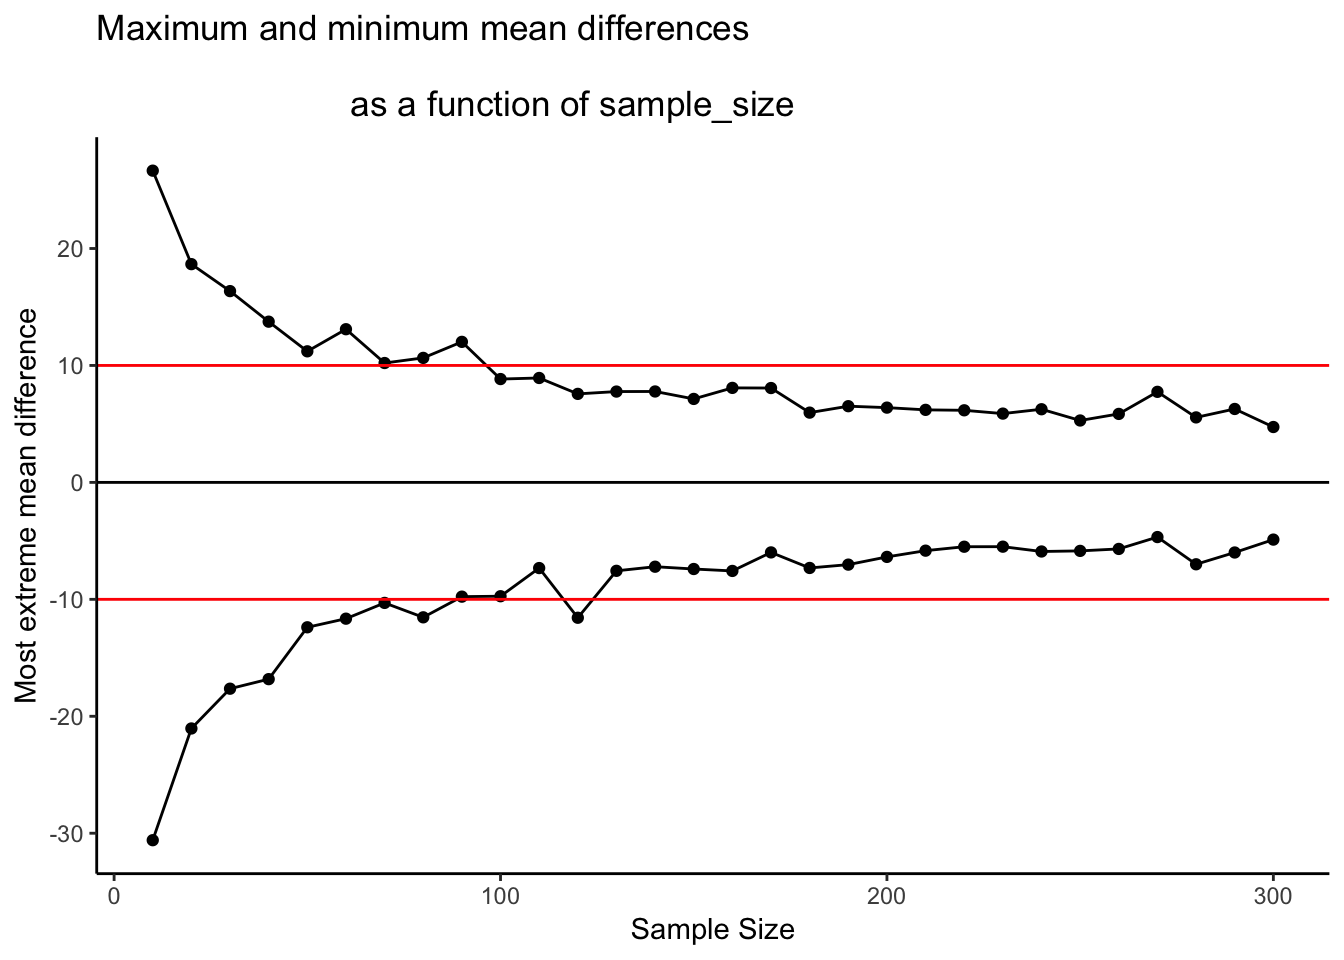 Maximum and minimum mean differences
as a function of sample_size
Most extreme mean difference
20
10
0
-10
-20
-30
0
100
200
300
Sample Size